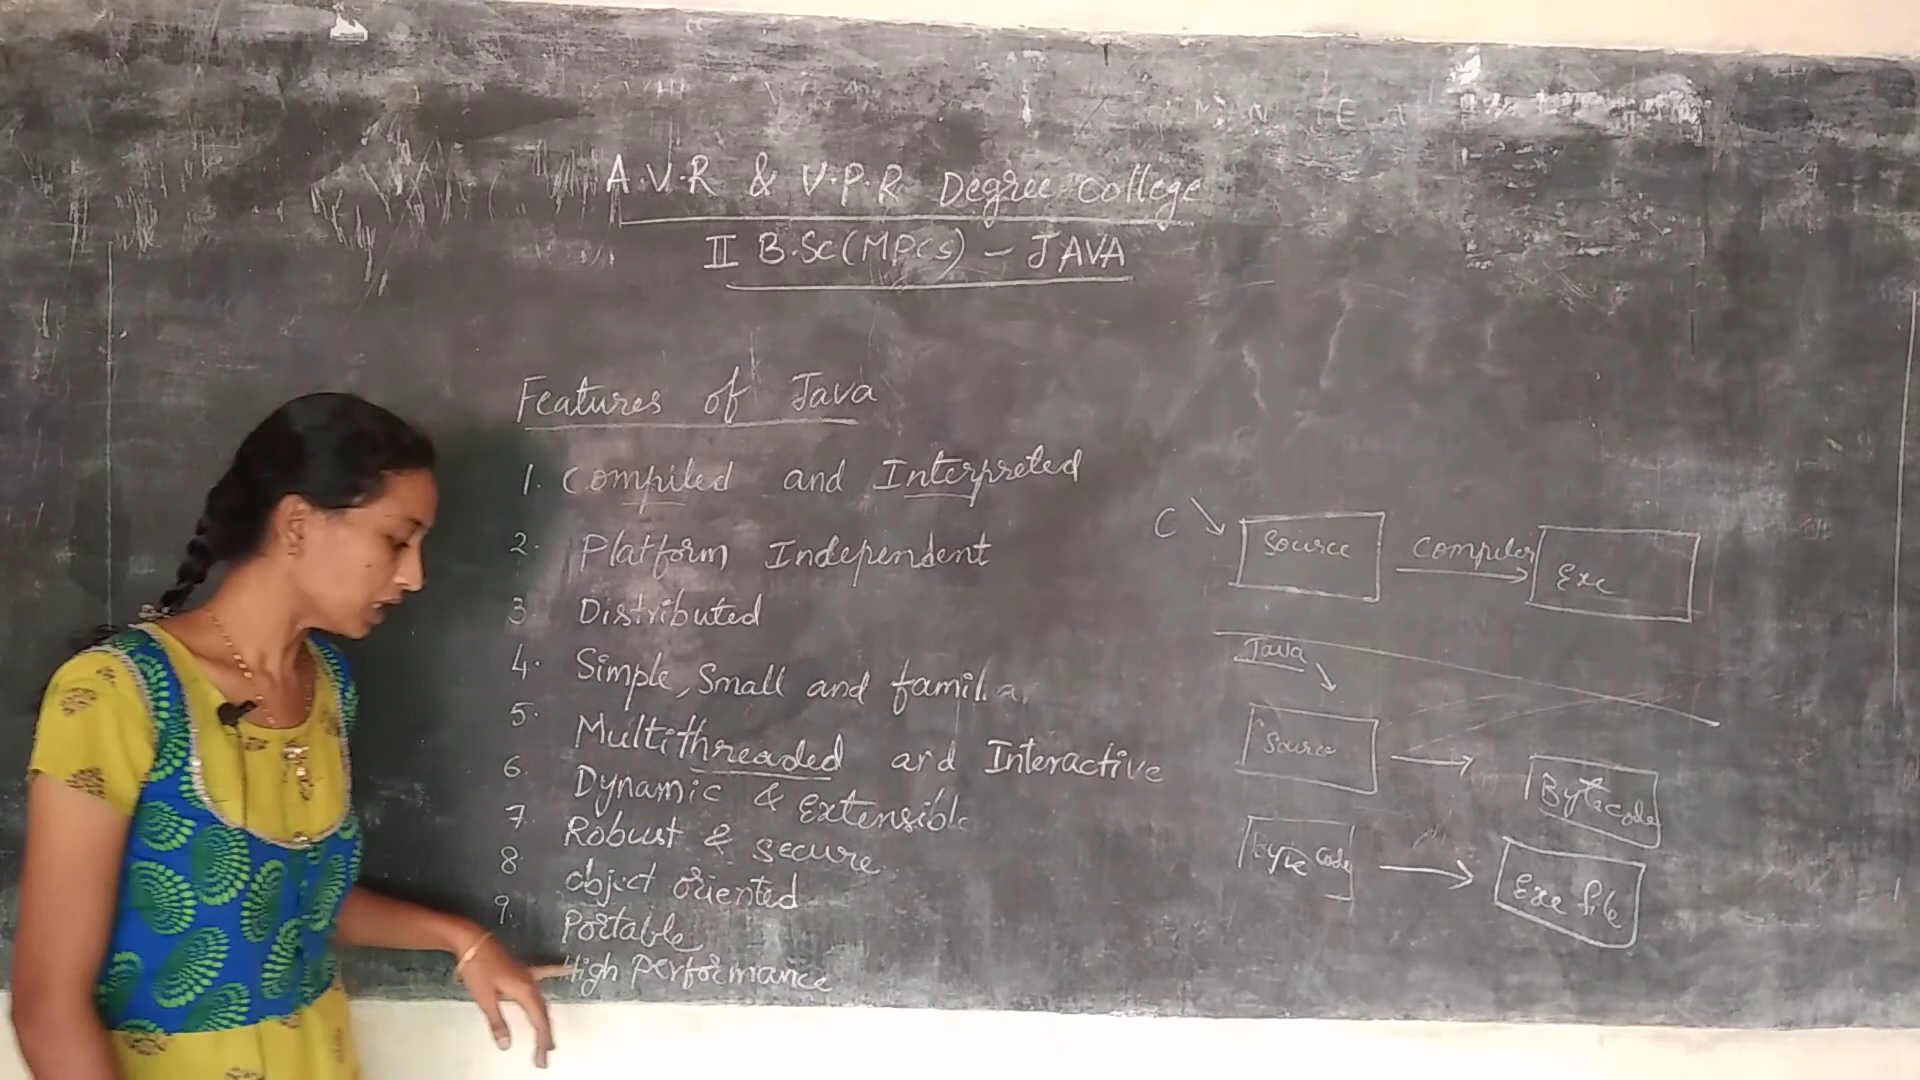 A.V.R & V.P.R Degree College
II B.Sc(MPCS) - JAVA
Features of Java
1. Compiled and Interpreted
2. Platform Independent
3. Distributed
4. Simple, Small and
5. Multithreaded and Interactive
6. Dynamic & Extensible
7. Robust & secure
8. object oriented
9. Portable
High Performance
C
Source
Compiler
Exe
Java
Source
Bytecode
Byte Code
Exe file